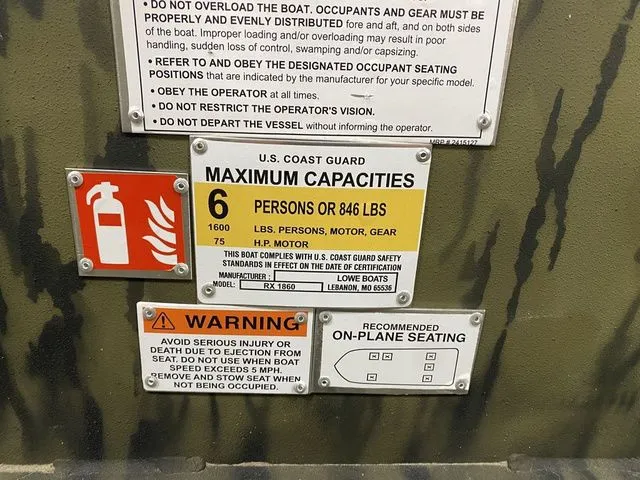 • DO NOT OVERLOAD THE BOAT. OCCUPANTS AND GEAR MUST BE
PROPERLY AND EVENLY DISTRIBUTED fore and aft, and on both sides
of the boat. Improper loading and/or overloading may result in poor
handling, sudden loss of control, swamping and/or capsizing.
• REFER TO AND OBEY THE DESIGNATED OCCUPANT SEATING
POSITIONS that are indicated by the manufacturer for your specific model.
• OBEY THE OPERATOR at all times.
• DO NOT RESTRICT THE OPERATOR'S VISION.
• DO NOT DEPART THE VESSEL without informing the operator.
MRP # 2415127
U.S. COAST GUARD
MAXIMUM CAPACITIES
6 PERSONS OR 846 LBS
1600 LBS. PERSONS, MOTOR, GEAR
75 H.P. MOTOR
THIS BOAT COMPLIES WITH U.S. COAST GUARD SAFETY
STANDARDS IN EFFECT ON THE DATE OF CERTIFICATION
MANUFACTURER: LOWE BOATS
MODEL: RX 1860 LEBANON, MO 65536
WARNING
AVOID SERIOUS INJURY OR
DEATH DUE TO EJECTION FROM
SEAT. DO NOT USE WHEN BOAT
SPEED EXCEEDS 5 MPH.
REMOVE AND STOW SEAT WHEN
NOT BEING OCCUPIED.
RECOMMENDED
ON-PLANE SEATING